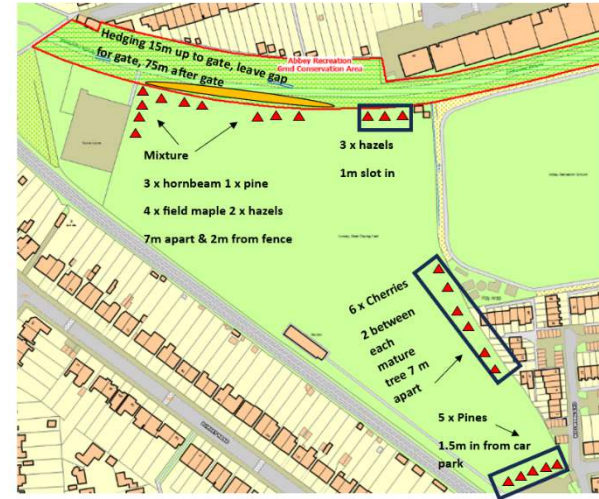 Hedging 15m up to gate, leave gap
for gate, 75m after gate
Abbey Recreation
Grnd Conservation Area
Mixture
3 x hornbeam 1 x pine
4 x field maple 2 x hazels
7m apart & 2m from fence
3 x hazels
1m slot in
6 x Cherries
2 between
each
mature
tree 7 m
apart
5 x Pines
1.5m in from car
park